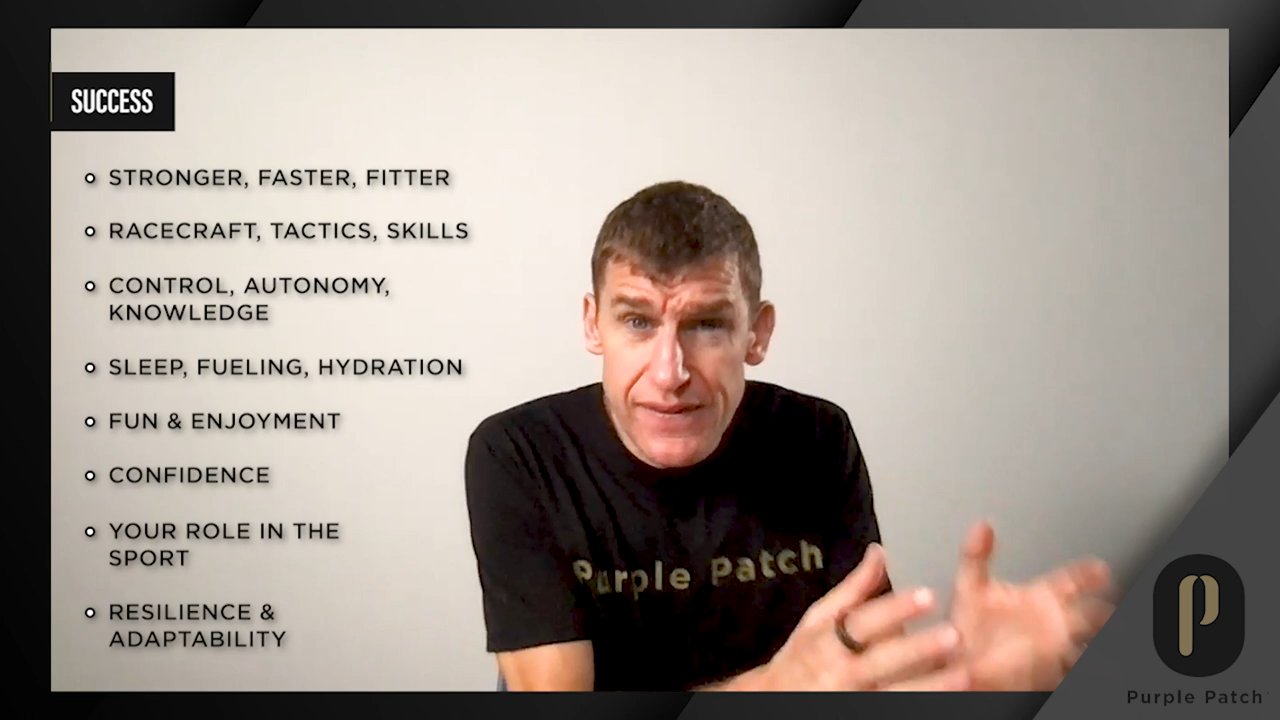 SUCCESS
STRONGER, FASTER, FITTER
RACECRAFT, TACTICS, SKILLS
CONTROL, AUTONOMY,
KNOWLEDGE
SLEEP, FUELING, HYDRATION
FUN & ENJOYMENT
CONFIDENCE
YOUR ROLE IN THE
SPORT
RESILIENCE &
ADAPTABILITY
Purple Patch
P
Purple Patch